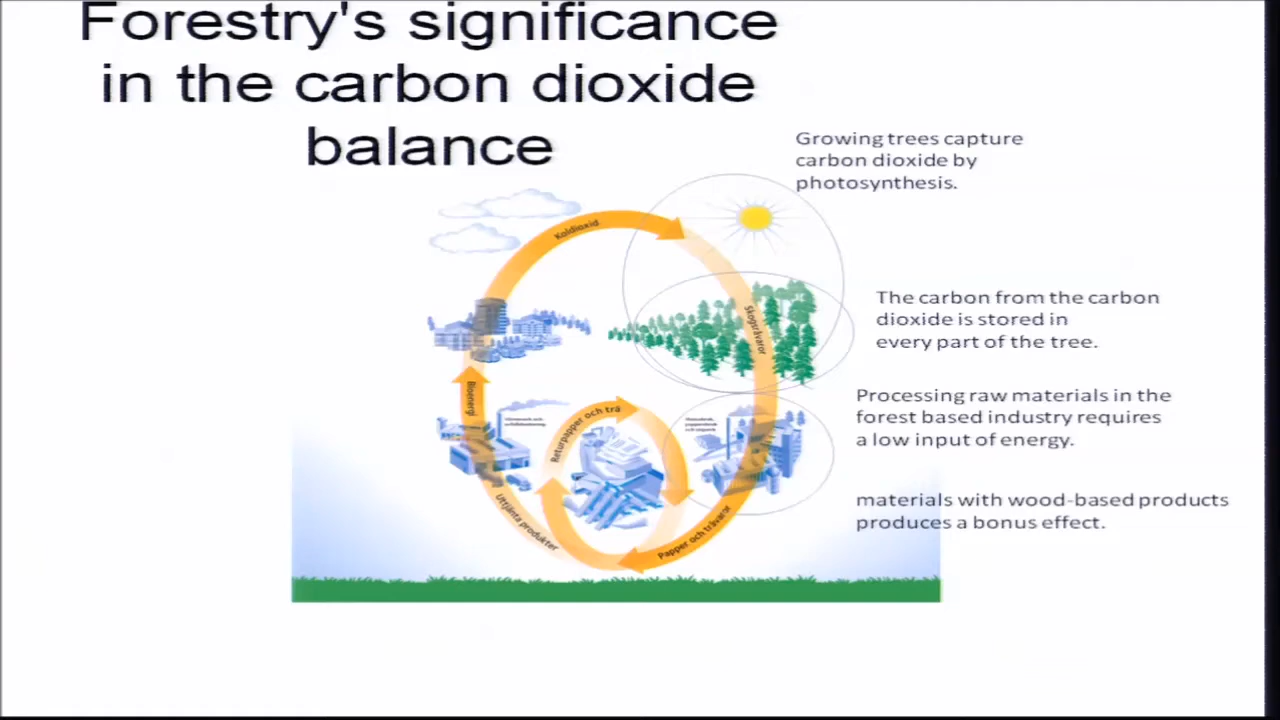 Forestry's significance
in the carbon dioxide
balance
Growing trees capture
carbon dioxide by
photosynthesis.
Koldioxid
The carbon from the carbon
dioxide is stored in
every part of the tree.
Skogsråvaror
Processing raw materials in the
forest based industry requires
a low input of energy.
Bioenergi
Returpapper och trä
materials with wood-based products
produces a bonus effect.
Uttjänta produkter
Papper och trävaror